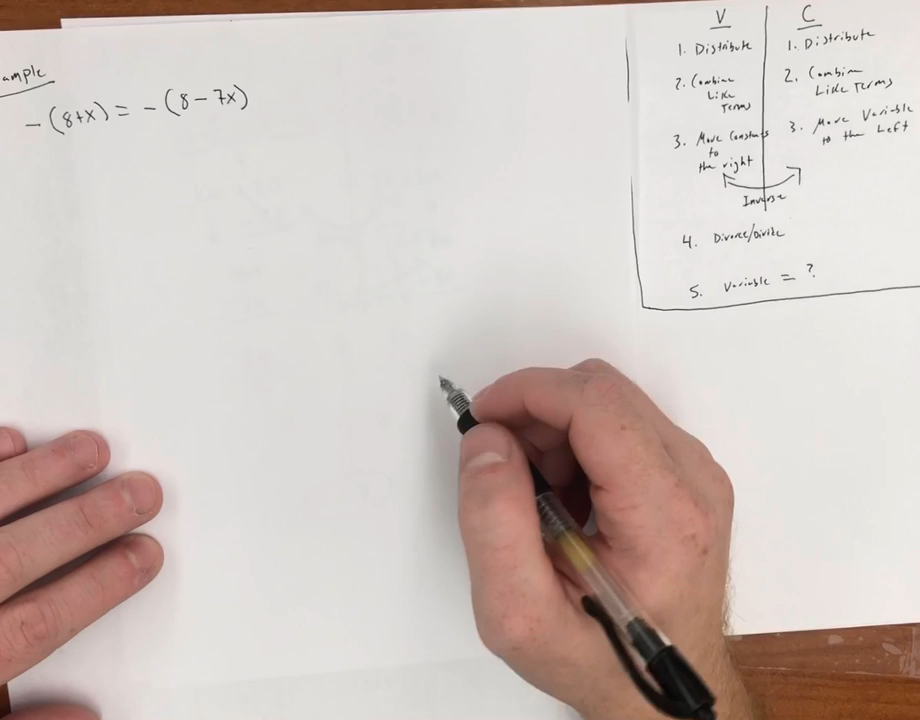 ample
-(8+x) = -(8-7x)
V
1. Distribute
2. Combine
Like
Terms
3. Move Constants
to
the right
C
1. Distribute
2. Combine
Like Terms
3. Move Variable
to the Left
Inverse
4. Divorce/Divide
5. Variable = ?